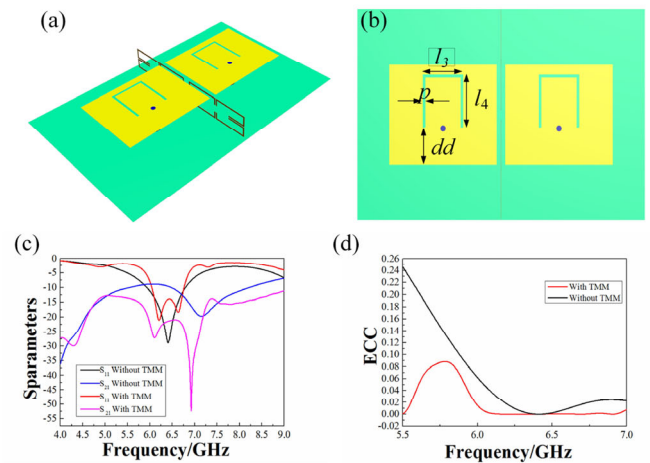 (a)
(b)
l3
p
l4
dd
(c)
0
-5
-10
-15
-20
-25
-30
-35
-40
-45
-50
-55
Sparameters
S11 Without TMM
S21 Without TMM
S11 With TMM
S21 With TMM
4.0 4.5 5.0 5.5 6.0 6.5 7.0 7.5 8.0 8.5 9.0
Frequency/GHz
(d)
0.26
0.24
0.22
0.20
0.18
0.16
0.14
0.12
0.10
0.08
0.06
0.04
0.02
0.00
-0.02
ECC
With TMM
Without TMM
5.5 6.0 6.5 7.0
Frequency/GHz